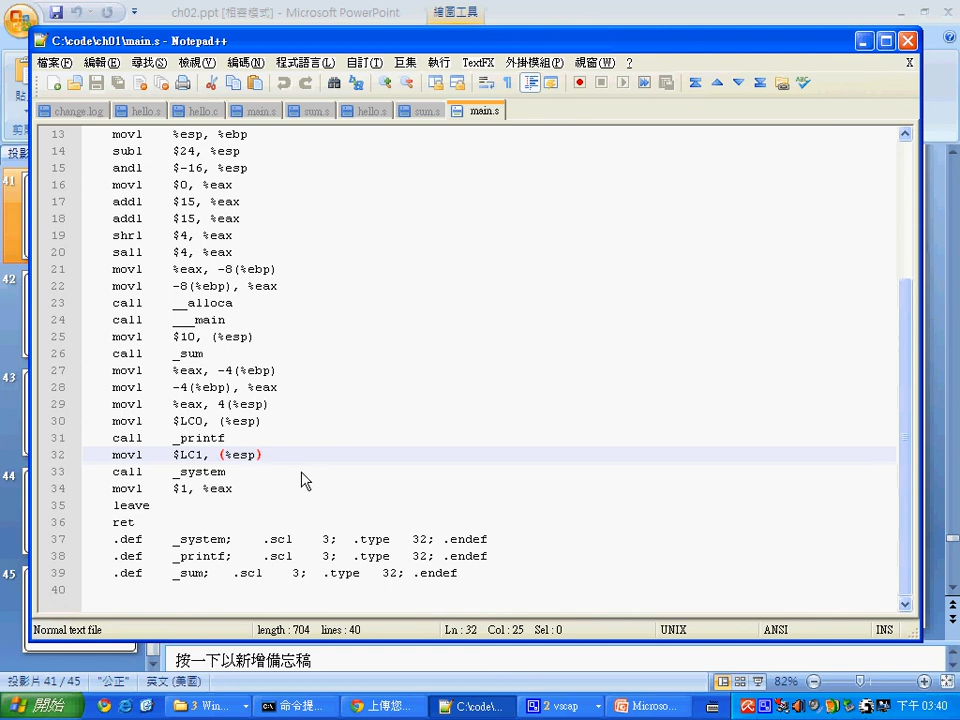 ch02.ppt [相容模式] - Microsoft PowerPoint
繪圖工具
C:\code\ch01\main.s - Notepad++
檔案(F) 編輯(E) 尋找(S) 檢視(V) 編碼(N) 程式語言(L) 自訂(T) 巨集 執行 TextFX 外掛模組(P) 視窗(W) ? X
change.log hello.s hello.c main.s sum.s hello.s sum.s main.s
13 movl %esp, %ebp
14 subl $24, %esp
15 andl $-16, %esp
16 movl $0, %eax
17 addl $15, %eax
18 addl $15, %eax
19 shrl $4, %eax
20 sall $4, %eax
21 movl %eax, -8(%ebp)
22 movl -8(%ebp), %eax
23 call __alloca
24 call ___main
25 movl $10, (%esp)
26 call _sum
27 movl %eax, -4(%ebp)
28 movl -4(%ebp), %eax
29 movl %eax, 4(%esp)
30 movl $LC0, (%esp)
31 call _printf
32 movl $LC1, (%esp)
33 call _system
34 movl $1, %eax
35 leave
36 ret
37 .def _system; .scl 3; .type 32; .endef
38 .def _printf; .scl 3; .type 32; .endef
39 .def _sum; .scl 3; .type 32; .endef
40
貼
剪
投影
41
42
43
44
45
Normal text file length : 704 lines : 40 Ln : 32 Col : 25 Sel : 0 UNIX ANSI INS
按一下以新增備忘稿
投影片 41 / 45 "公正" 英文 (美國) 82%
開始 3 Win... 命令提... 上傳您... C:\code\... 2 vscap Microso... 下午 03:40